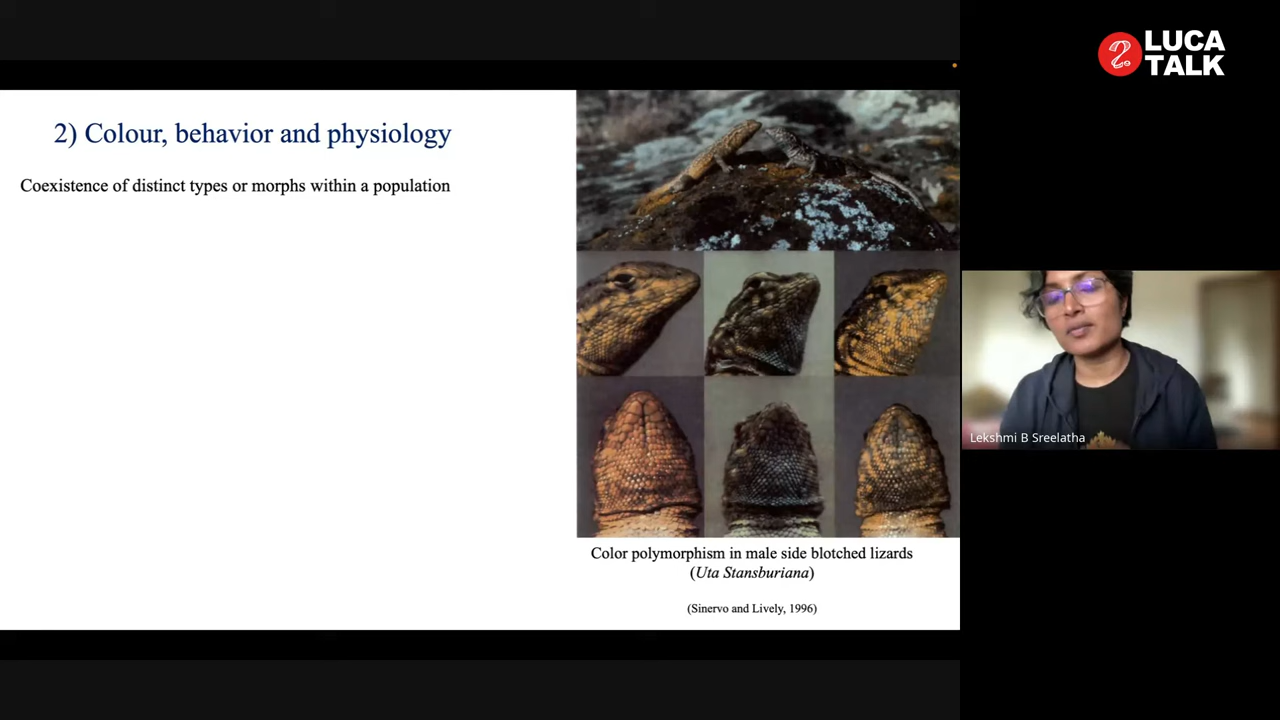 LUCA
TALK
2) Colour, behavior and physiology
Coexistence of distinct types or morphs within a population
Lekshmi B Sreelatha
Color polymorphism in male side blotched lizards
(Uta Stansburiana)
(Sinervo and Lively, 1996)